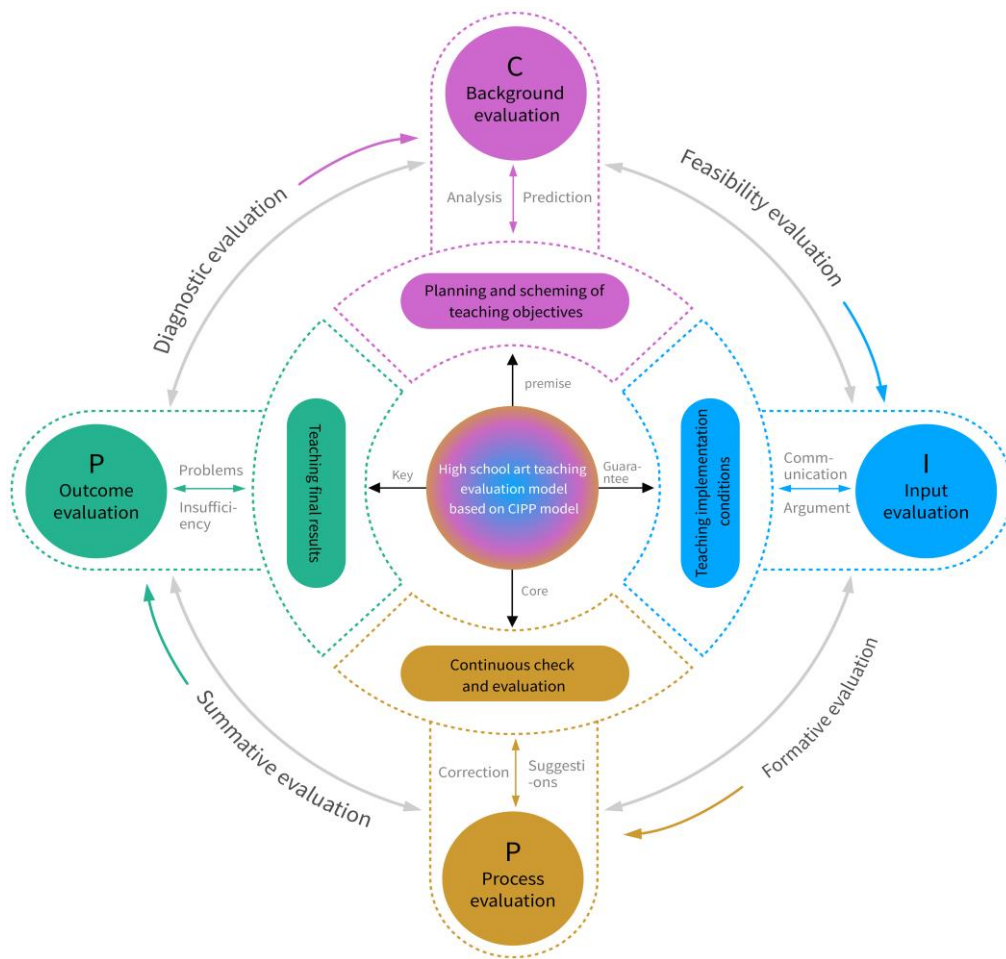 C
Background
evaluation
Analysis
Prediction
Diagnostic evaluation
Feasibility evaluation
Planning and scheming of
teaching objectives
premise
P
Outcome
evaluation
Problems
Insuffici-
ency
Teaching final results
Key
High school art teaching
evaluation model
based on CIPP model
Guara-
ntee
Teaching implementation
conditions
Comm-
unication
Argument
I
Input
evaluation
Core
Continuous check
and evaluation
Summative evaluation
Formative evaluation
Correction
Suggesti
-ons
P
Process
evaluation